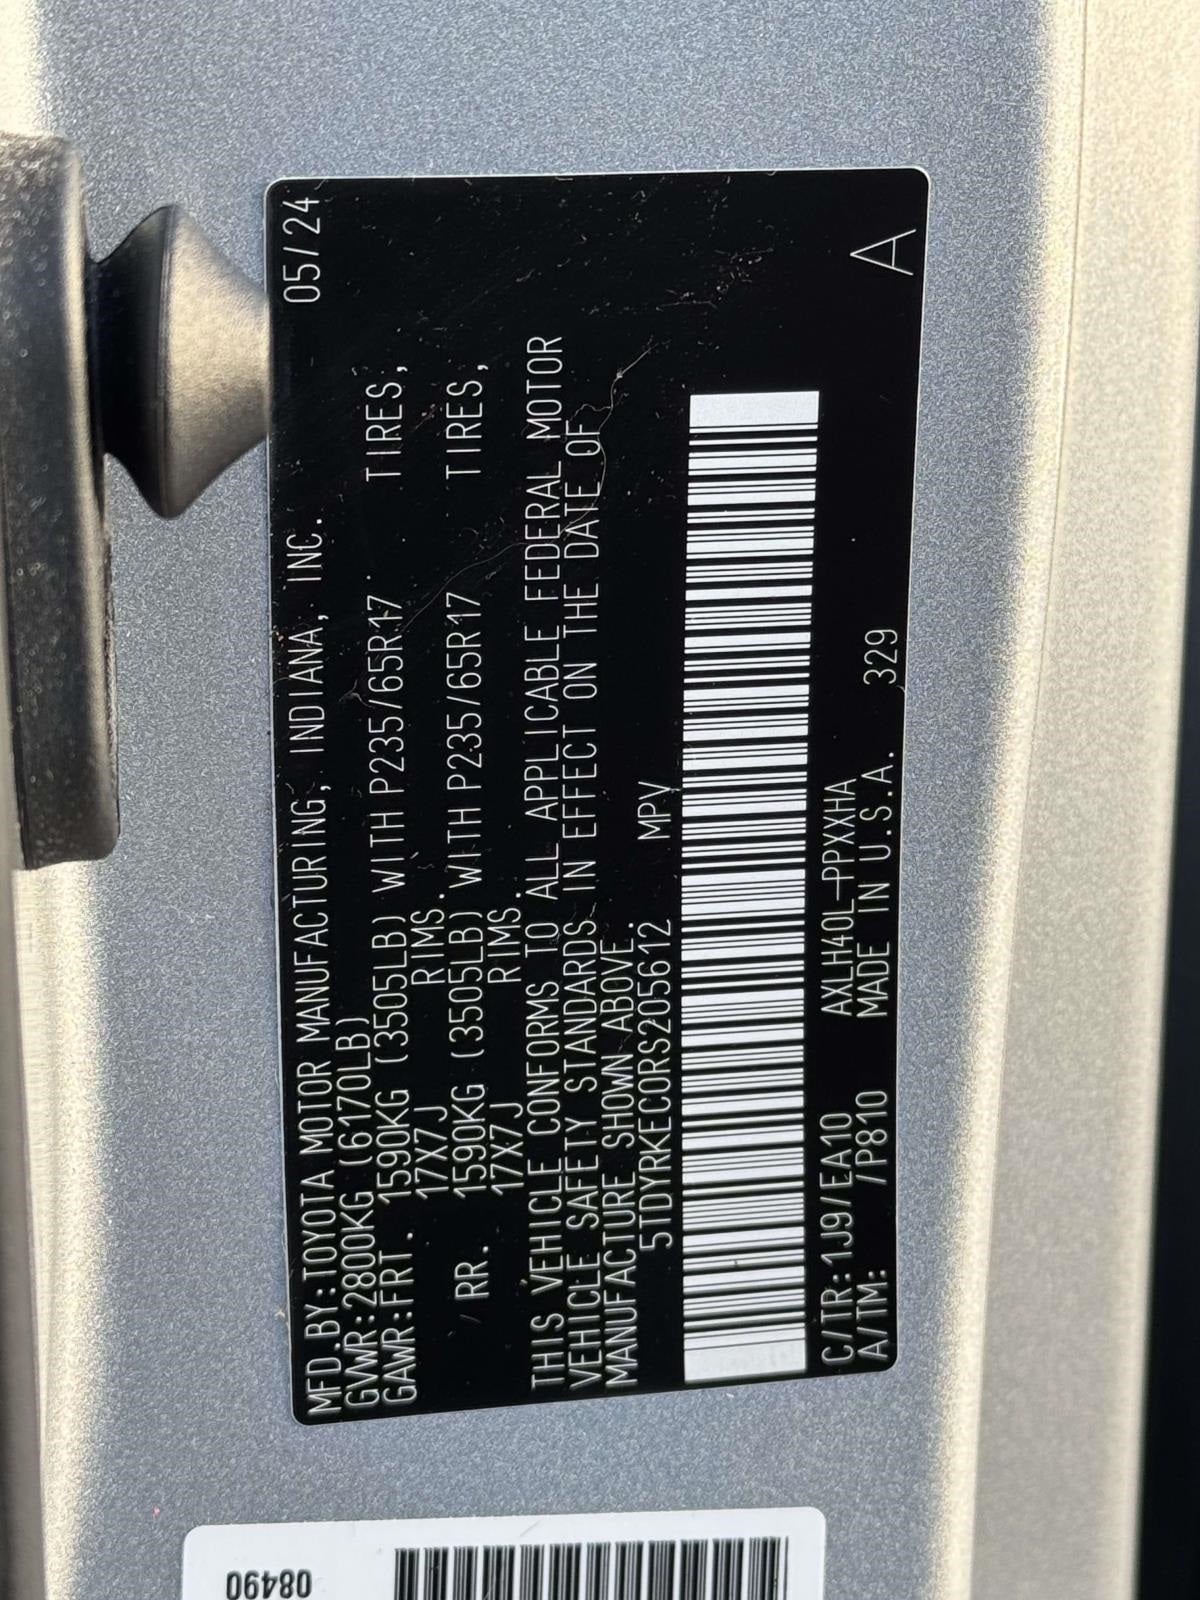 MFD.BY:TOYOTA MOTOR MANUFACTURING, INDIANA, INC. 05/24
GVWR:2800KG (6170LB)
GAWR:FRT. 1590KG (3505LB) WITH P235/65R17 TIRES,
17X7J RIMS.
RR. 1590KG (3505LB) WITH P235/65R17 TIRES,
17X7J RIMS.
THIS VEHICLE CONFORMS TO ALL APPLICABLE FEDERAL MOTOR
VEHICLE SAFETY STANDARDS IN EFFECT ON THE DATE OF
MANUFACTURE SHOWN ABOVE.
5TDYRKECORS205612 MPV
C/TR:1J9/EA10 AXLH40L-PPXXHA
A/TM: /P810 MADE IN U.S.A. 329 A
08490